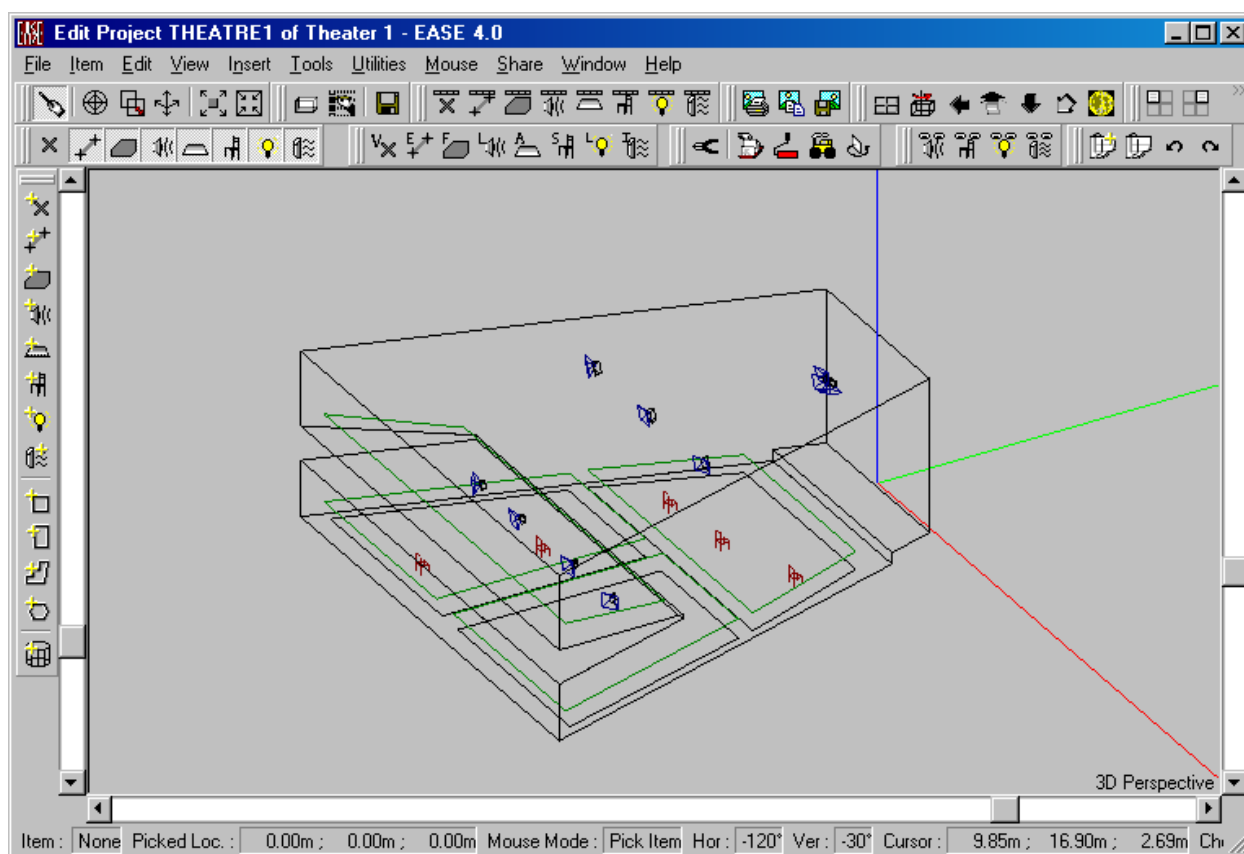 EASE Edit Project THEATRE1 of Theater 1 - EASE 4.0
File Item Edit View Insert Tools Utilities Mouse Share Window Help
V E F L A S L T
3D Perspective
Item : None Picked Loc. : 0.00m ; 0.00m ; 0.00m Mouse Mode : Pick Item Hor : -120° Ver : -30° Cursor : 9.85m ; 16.90m ; 2.69m Ch